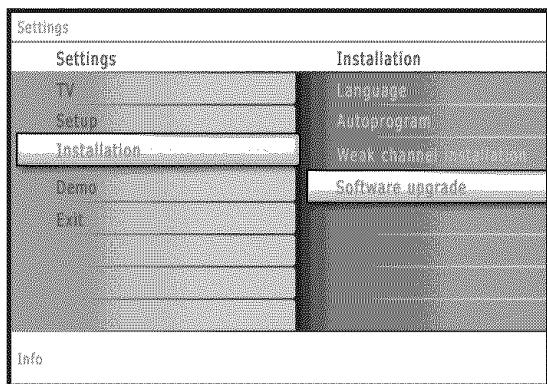 Settings
Settings Installation
TV Language
Setup Autoprogram
Installation Weak channel installation
Demo Software upgrade
Exit
Info